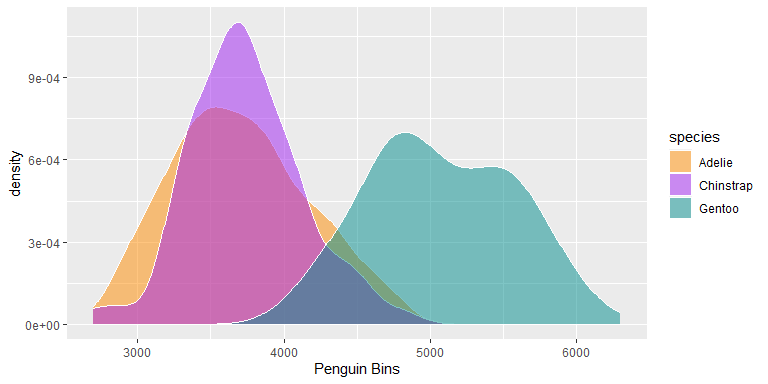 9e-04
6e-04
3e-04
0e+00
density
3000 4000 5000 6000
Penguin Bins
species
Adelie
Chinstrap
Gentoo